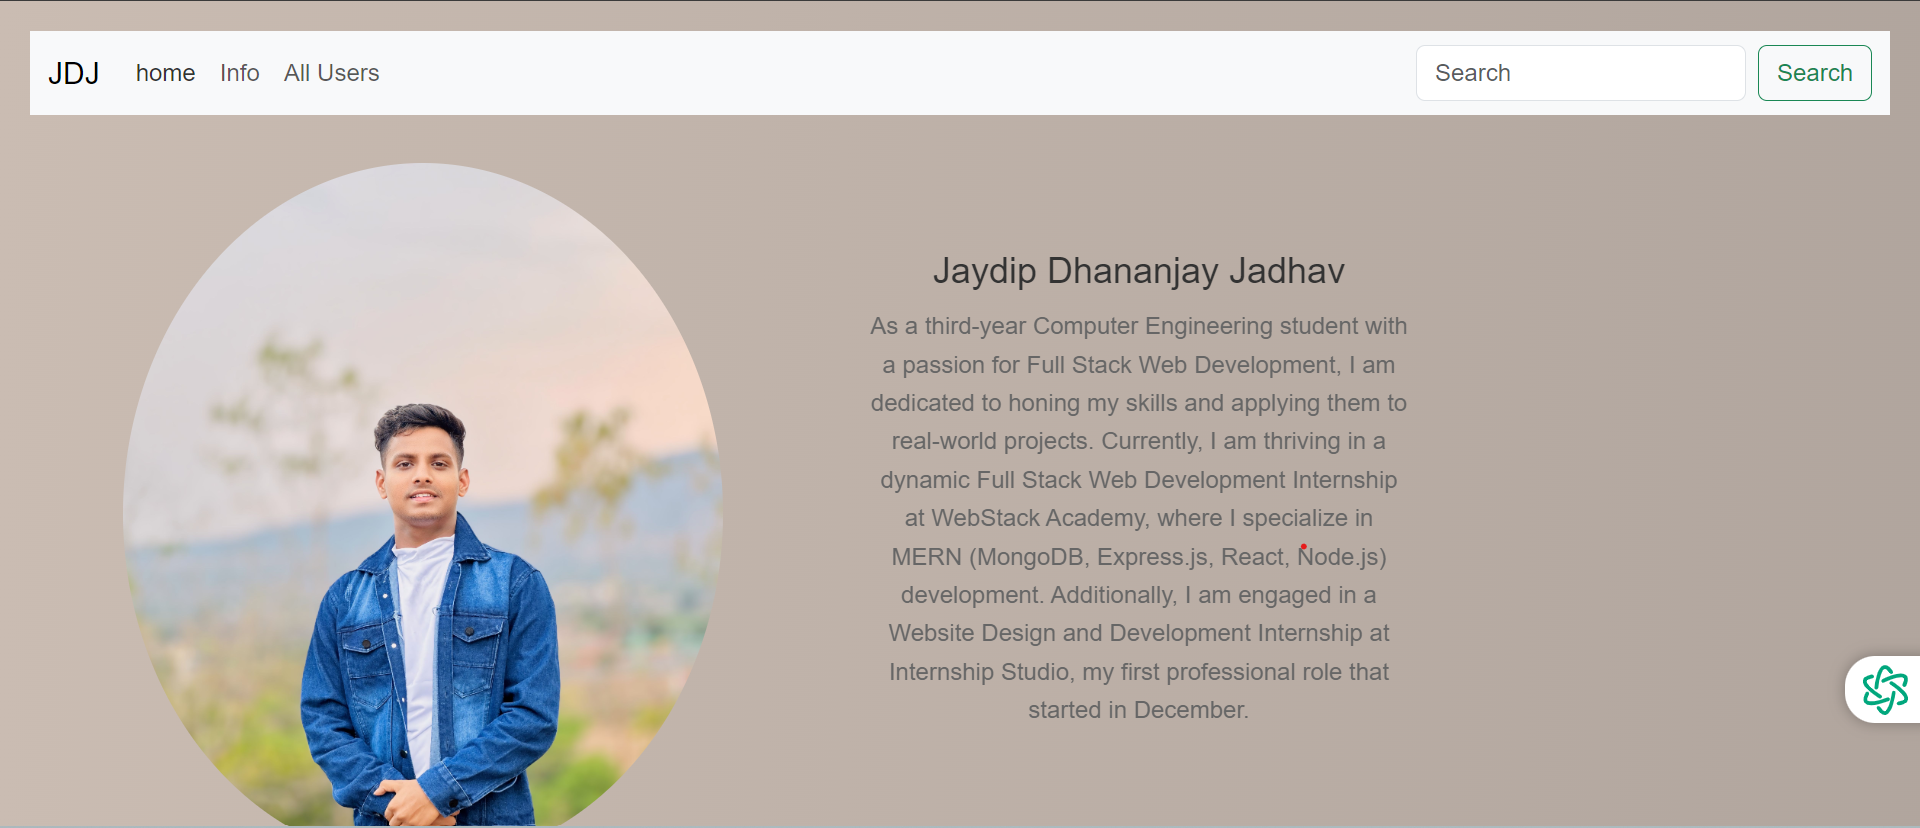 JDJ home Info All Users Search Search
Jaydip Dhananjay Jadhav
As a third-year Computer Engineering student with
a passion for Full Stack Web Development, I am
dedicated to honing my skills and applying them to
real-world projects. Currently, I am thriving in a
dynamic Full Stack Web Development Internship
at WebStack Academy, where I specialize in
MERN (MongoDB, Express.js, React, Node.js)
development. Additionally, I am engaged in a
Website Design and Development Internship at
Internship Studio, my first professional role that
started in December.